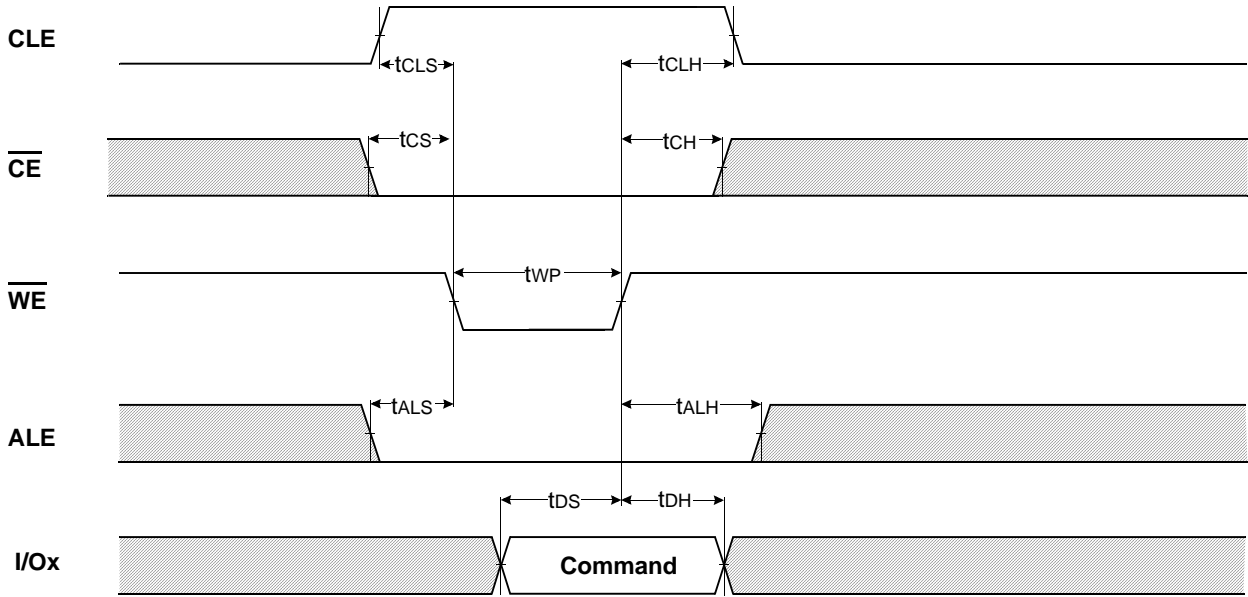 CLE
tCLS
tCLH
CE
tCS
tCH
WE
tWP
ALE
tALS
tALH
I/Ox
tDS
tDH
Command